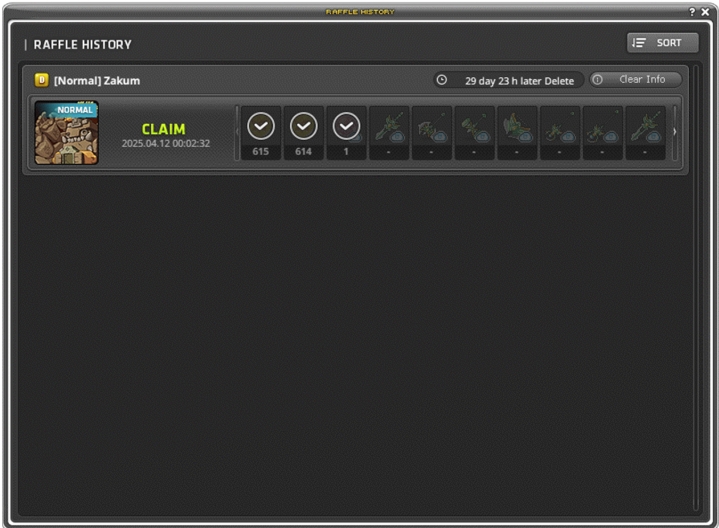 RAFFLE HISTORY
? X
| RAFFLE HISTORY
SORT
D [Normal] Zakum
29 day 23 h later Delete
Clear Info
NORMAL
CLAIM
2025.04.12 00:02:32
615 614 1 - - - - - - -